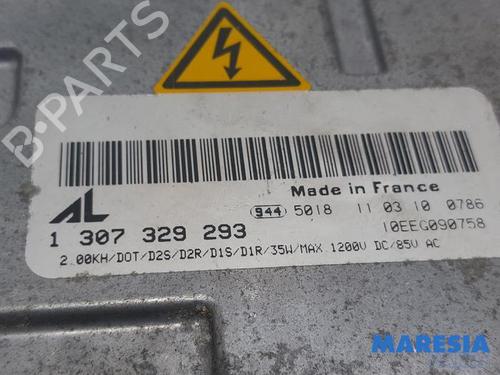 B-PARTS
Made in France
AL
944 5018 11 03 10 0786
1 307 329 293
10EEG090758
2.00KH/DOT/D2S/D2R/D1S/D1R/35W/MAX 1200V DC/85V AC
MARESIA